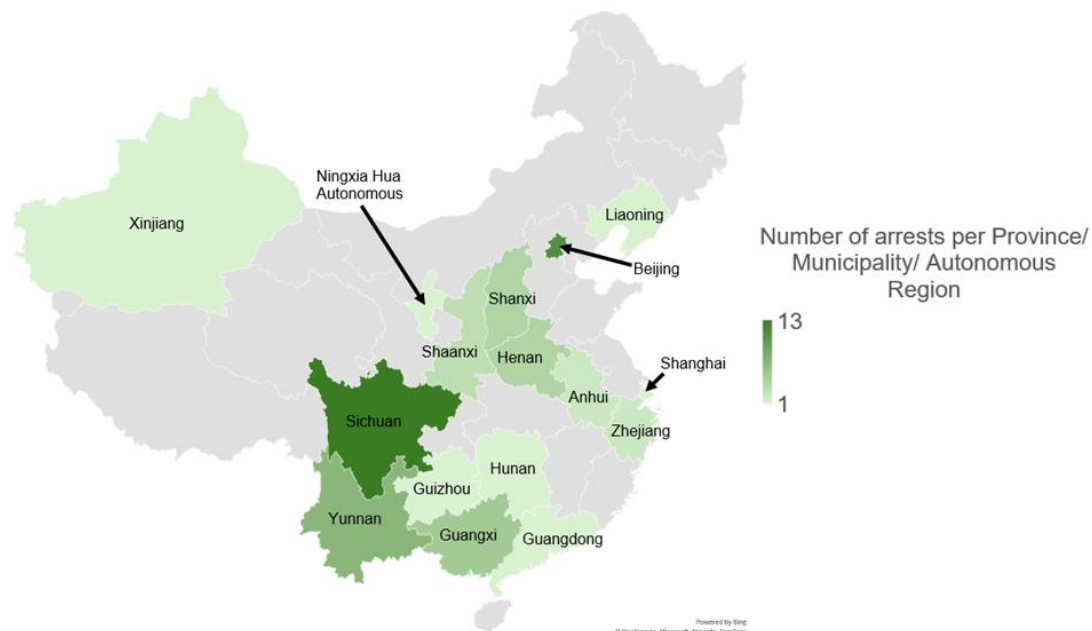 Ningxia Hua
Autonomous
Xinjiang
Liaoning
Beijing
Shanxi
Shaanxi
Henan
Shanghai
Anhui
Zhejiang
Sichuan
Hunan
Guizhou
Yunnan
Guangxi
Guangdong
Number of arrests per Province/
Municipality/ Autonomous
Region
13
1
Powered by Bing